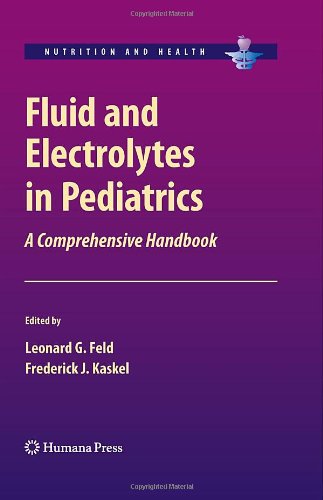 NUTRITION AND HEALTH
Fluid and
Electrolytes
in Pediatrics
A Comprehensive Handbook
Edited by
Leonard G. Feld
Frederick J. Kaskel
Humana Press